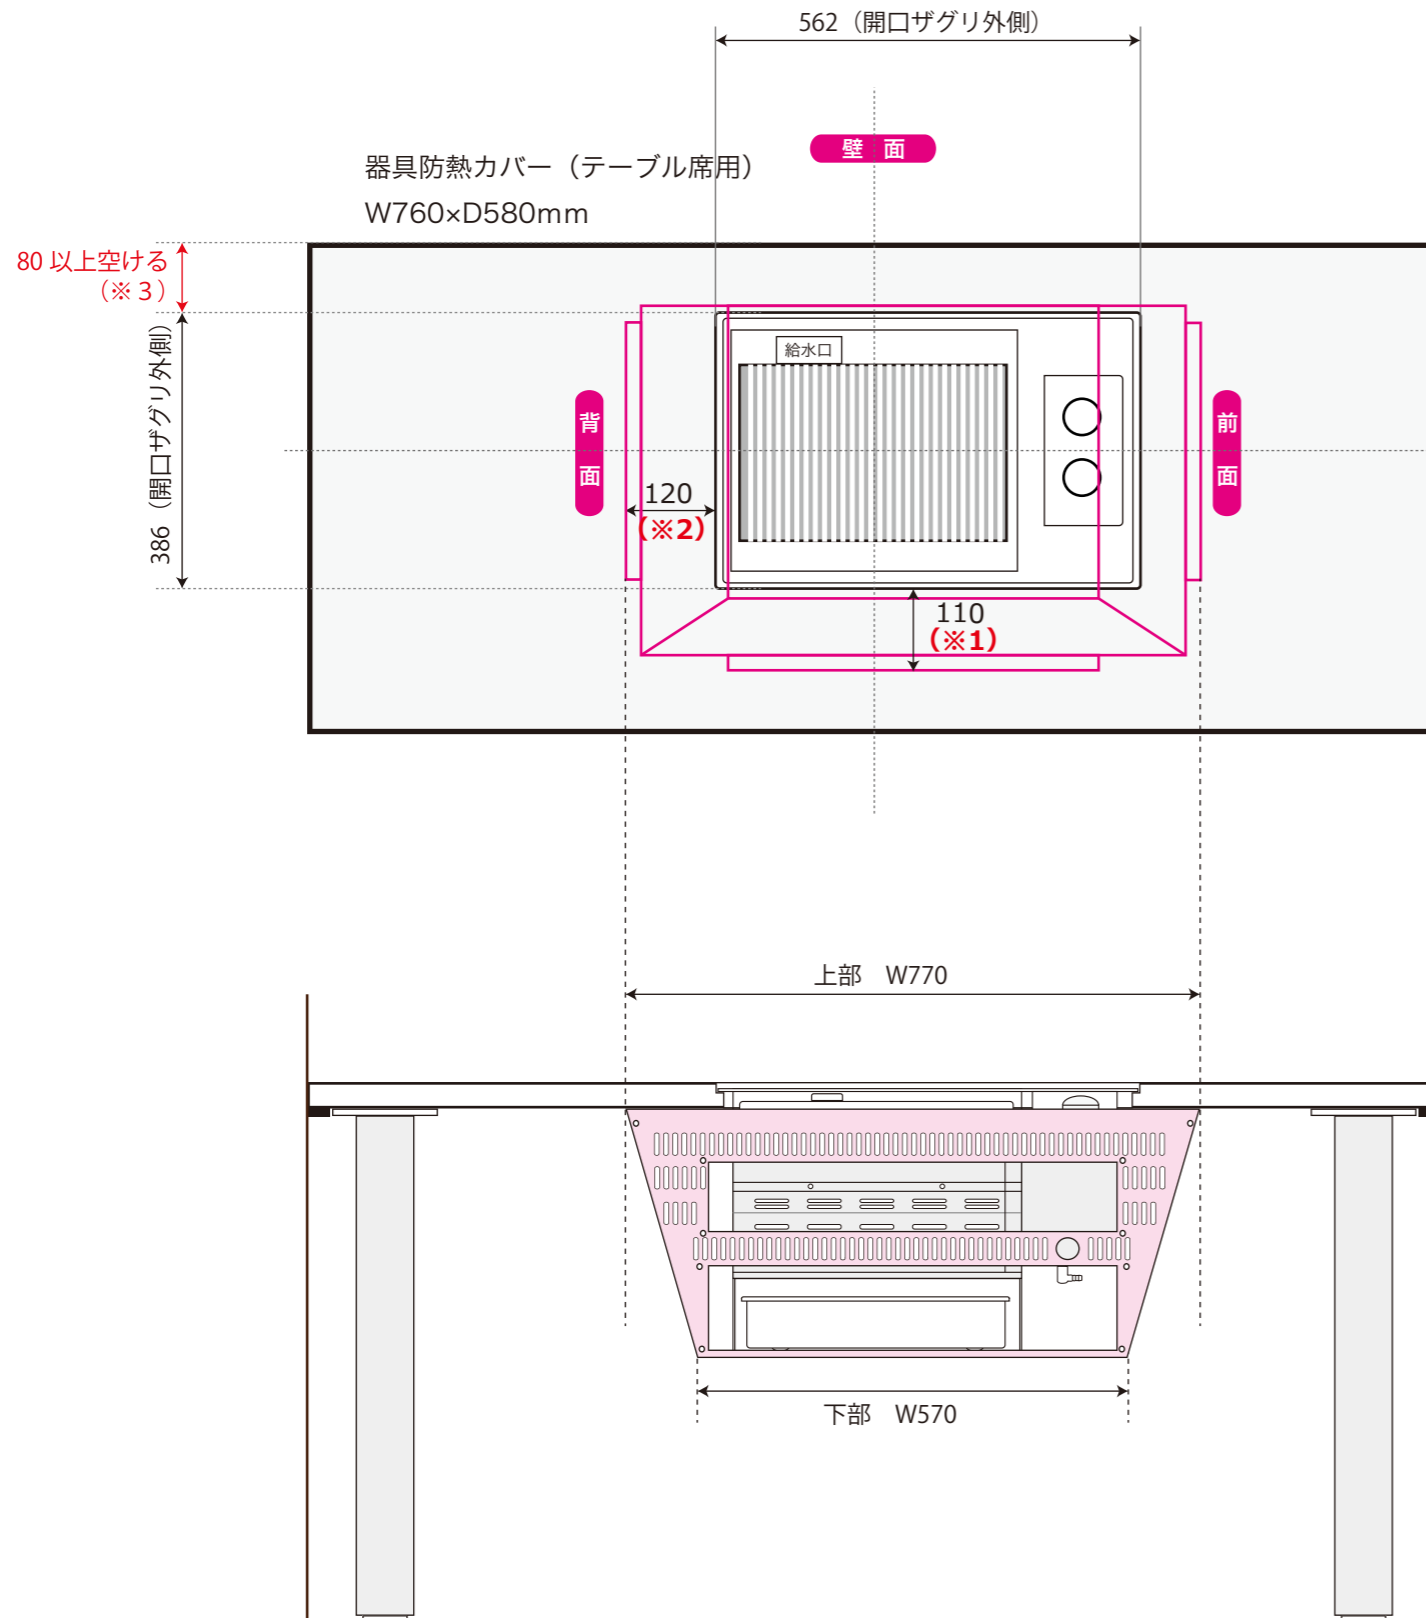 562（開口ザグリ外側）
壁 面
器具防熱カバー（テーブル席用）
W760×D580mm
80 以上空ける
（※３）
386（開口ザグリ外側）
給水口
背面
前面
120
（※2）
110
（※1）
上部　W770
下部　W570